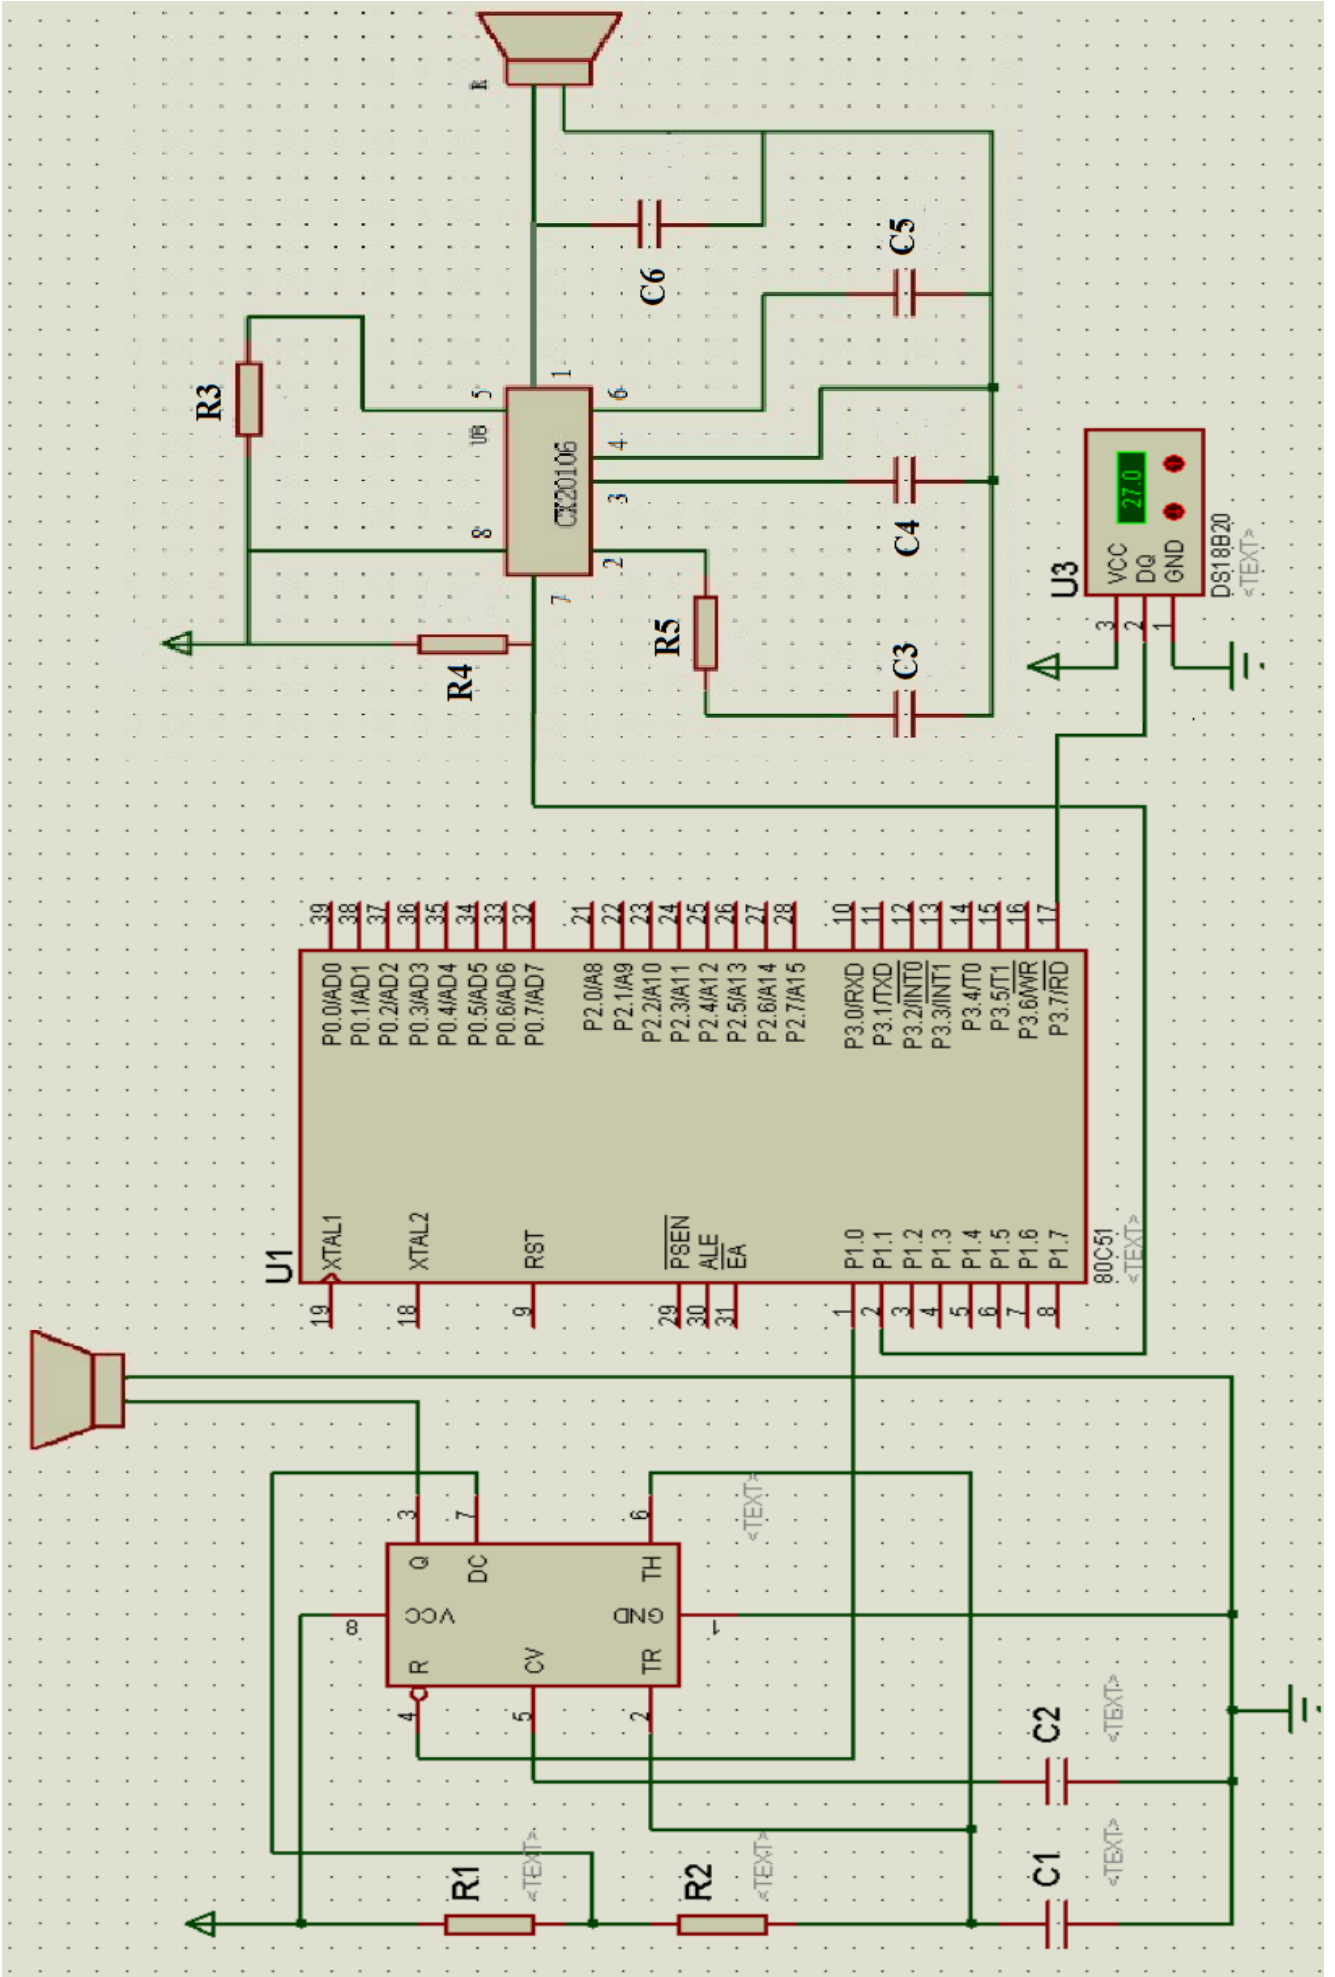 R1
<TEXT>
R2
<TEXT>
C1
<TEXT>
C2
<TEXT>
4
R
5
CV
2
TR
8
VCC
GND
1
3
Q
7
DC
6
TH
<TEXT>
U1
19
XTAL1
18
XTAL2
9
RST
29
PSEN
30
ALE
31
EA
1
P1.0
2
P1.1
3
P1.2
4
P1.3
5
P1.4
6
P1.5
7
P1.6
8
P1.7
80C51
<TEXT>
P0.0/AD0
39
P0.1/AD1
38
P0.2/AD2
37
P0.3/AD3
36
P0.4/AD4
35
P0.5/AD5
34
P0.6/AD6
33
P0.7/AD7
32
P2.0/A8
21
P2.1/A9
22
P2.2/A10
23
P2.3/A11
24
P2.4/A12
25
P2.5/A13
26
P2.6/A14
27
P2.7/A15
28
P3.0/RXD
10
P3.1/TXD
11
P3.2/INT0
12
P3.3/INT1
13
P3.4/T0
14
P3.5/T1
15
P3.6/WR
16
P3.7/RD
17
R3
R4
R5
C3
C4
C5
C6
8
5
7
CX20106
1
2
3
4
6
R
U3
3
VCC
2
DQ
1
GND
27.0
DS18B20
<TEXT>